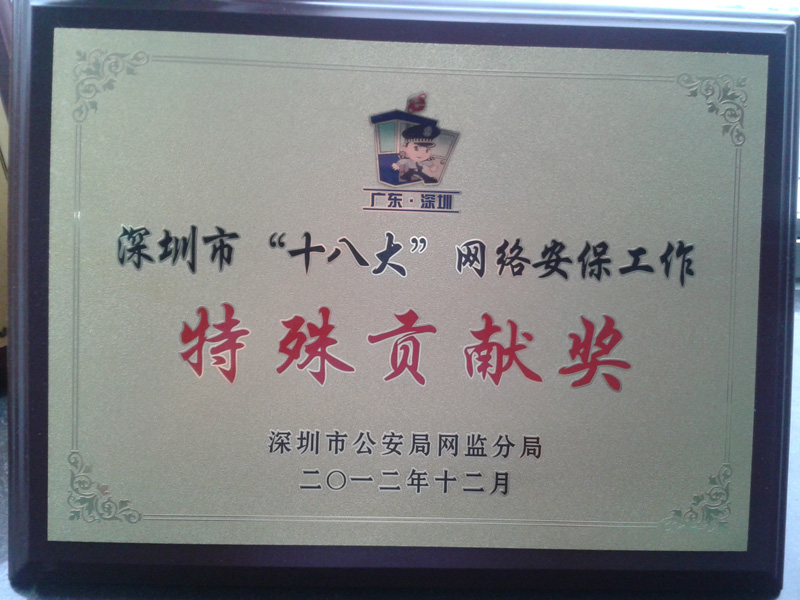 广东·深圳
深圳市“十八大”网络安保工作
特殊贡献奖
深圳市公安局网监分局
二〇一二年十二月